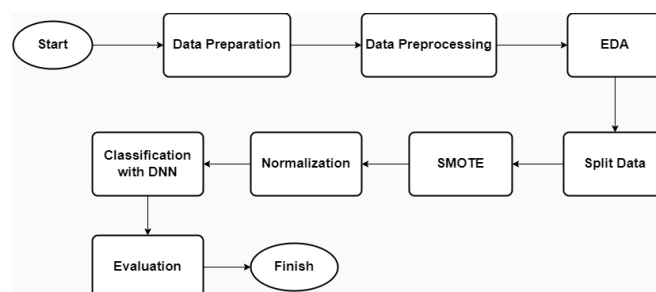 Start
Data Preparation
Data Preprocessing
EDA
Split Data
SMOTE
Normalization
Classification
with DNN
Evaluation
Finish